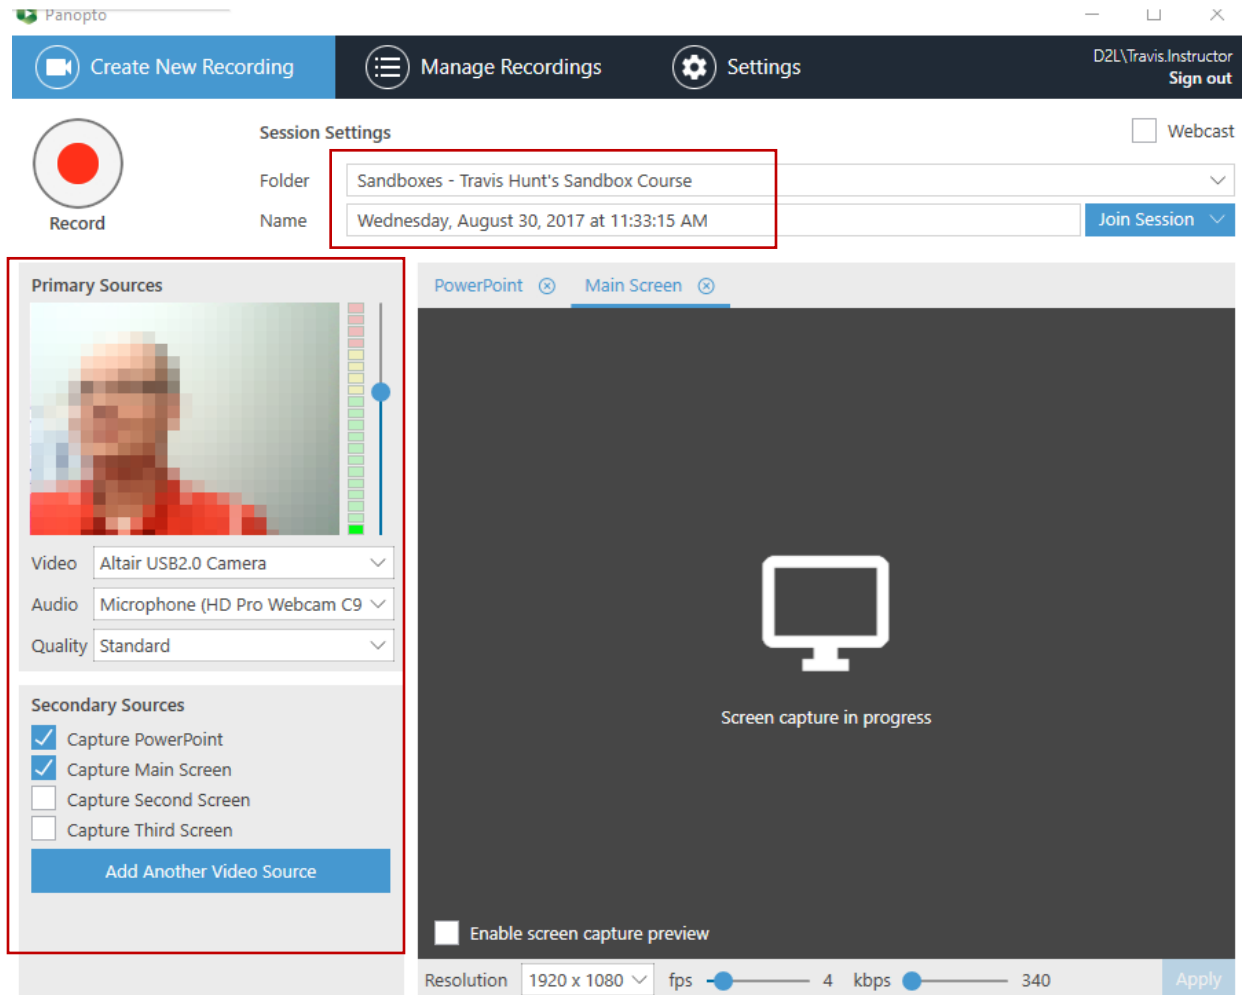 Panopto
Create New Recording
Manage Recordings
Settings
D2L\Travis.Instructor
Sign out
Record
Session Settings
Webcast
Folder
Sandboxes - Travis Hunt's Sandbox Course
Name
Wednesday, August 30, 2017 at 11:33:15 AM
Join Session
Primary Sources
Video
Altair USB2.0 Camera
Audio
Microphone (HD Pro Webcam C9
Quality
Standard
Secondary Sources
Capture PowerPoint
Capture Main Screen
Capture Second Screen
Capture Third Screen
Add Another Video Source
PowerPoint
Main Screen
Screen capture in progress
Enable screen capture preview
Resolution 1920 x 1080 fps 4 kbps 340
Apply